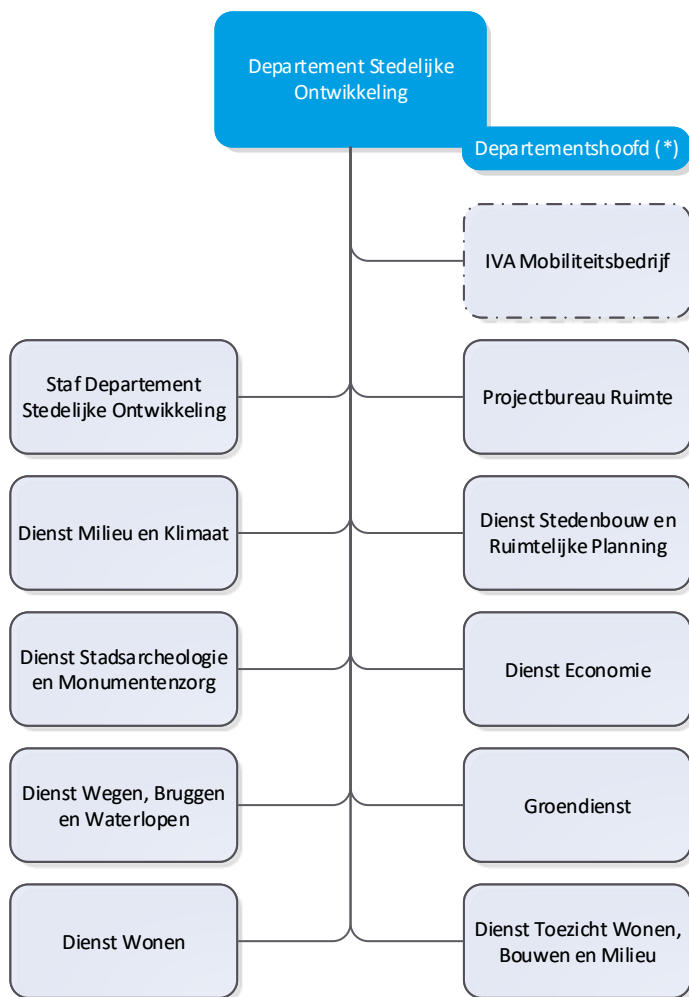 Departement Stedelijke
Ontwikkeling
Departementshoofd (*)
IVA Mobiliteitsbedrijf
Staf Departement
Stedelijke Ontwikkeling
Projectbureau Ruimte
Dienst Milieu en Klimaat
Dienst Stedenbouw en
Ruimtelijke Planning
Dienst Stadsarcheologie
en Monumentenzorg
Dienst Economie
Dienst Wegen, Bruggen
en Waterlopen
Groendienst
Dienst Wonen
Dienst Toezicht Wonen,
Bouwen en Milieu